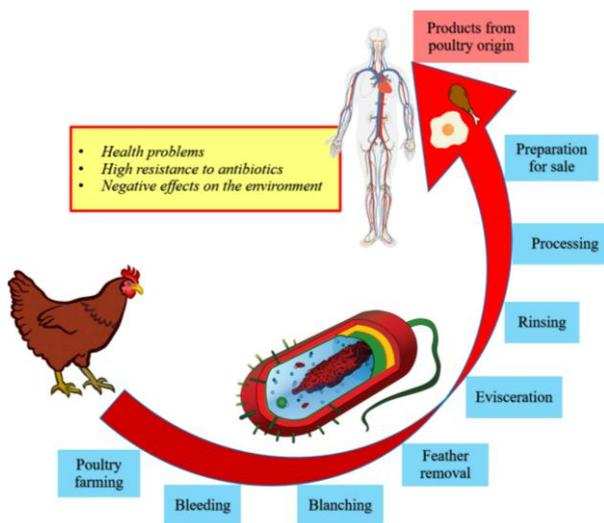 Products from
poultry origin
• Health problems
• High resistance to antibiotics
• Negative effects on the environment
Preparation
for sale
Processing
Rinsing
Evisceration
Feather
removal
Poultry
farming
Bleeding
Blanching